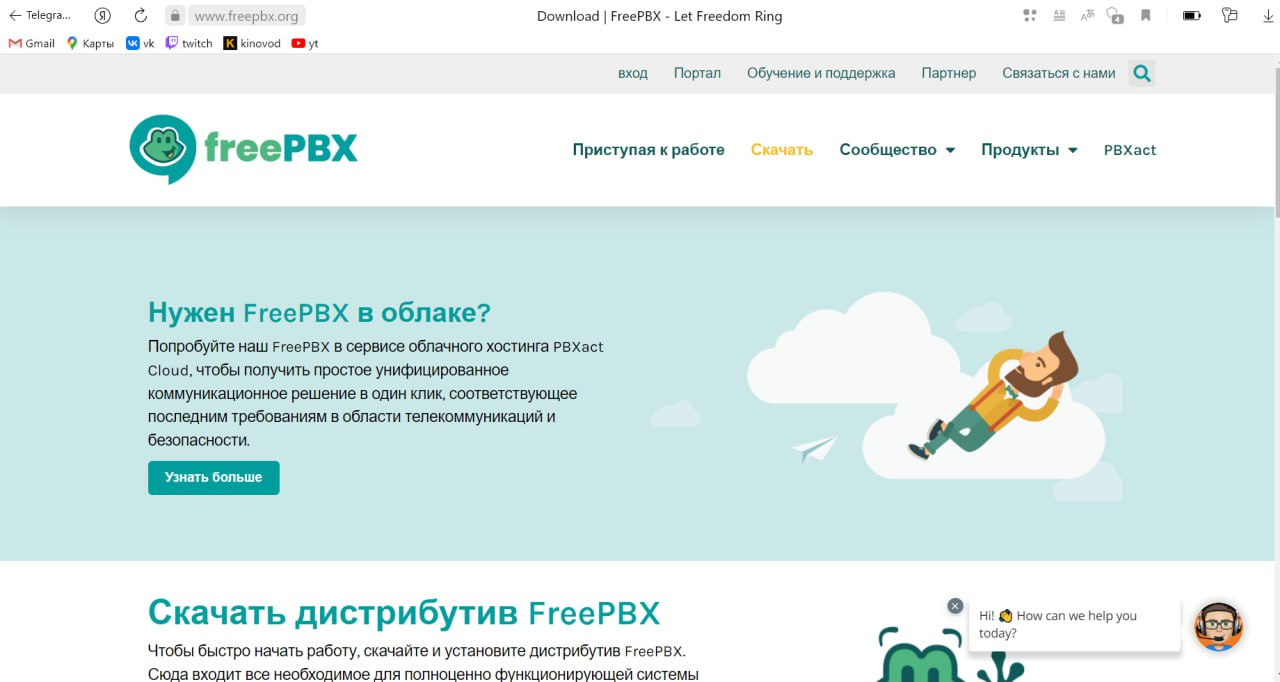 Telegra...
Я
www.freepbx.org
Download | FreePBX - Let Freedom Ring
4
Gmail
Карты
vk
twitch
K kinovod
yt
вход
Портал
Обучение и поддержка
Партнер
Связаться с нами
freePBX
Приступая к работе
Скачать
Сообщество
Продукты
PBXact
Нужен FreePBX в облаке?
Попробуйте наш FreePBX в сервисе облачного хостинга PBXact
Cloud, чтобы получить простое унифицированное
коммуникационное решение в один клик, соответствующее
последним требованиям в области телекоммуникаций и
безопасности.
Узнать больше
Скачать дистрибутив FreePBX
Чтобы быстро начать работу, скачайте и установите дистрибутив FreePBX.
Сюда входит все необходимое для полноценно функционирующей системы
Hi! 👋 How can we help you
today?